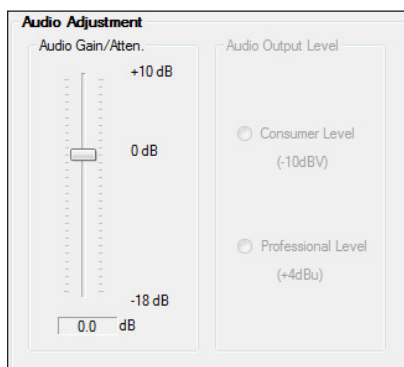 Audio Adjustment
Audio Gain/Atten.
+10 dB
0 dB
-18 dB
0.0 dB
Audio Output Level
Consumer Level
(-10dBV)
Professional Level
(+4dBu)